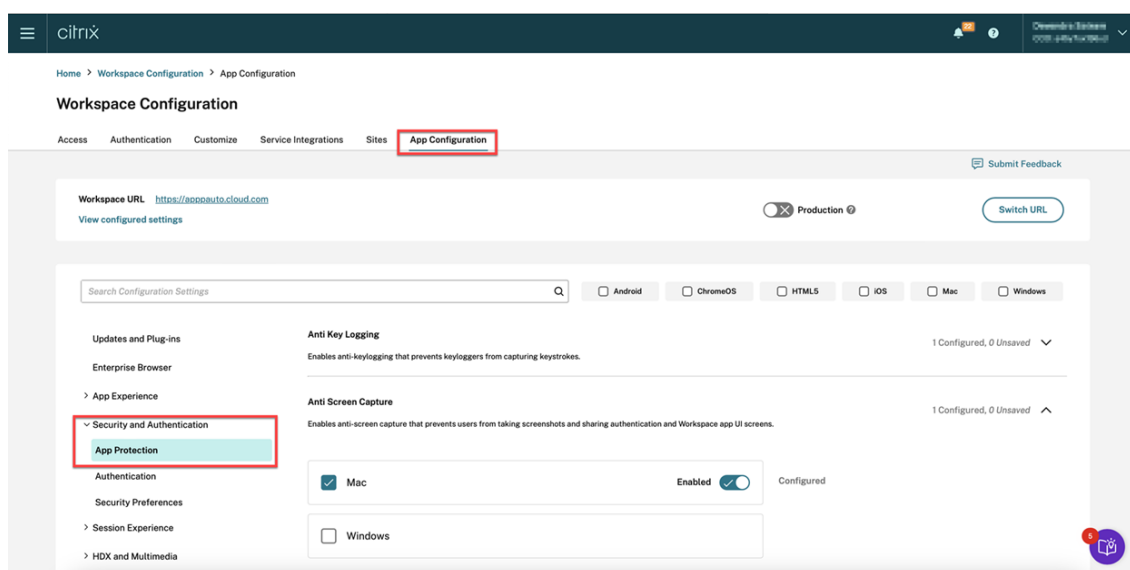 citrix
22
Home > Workspace Configuration > App Configuration
Workspace Configuration
Access Authentication Customize Service Integrations Sites App Configuration
Submit Feedback
Workspace URL https://apppauto.cloud.com
View configured settings
Production
Switch URL
Search Configuration Settings
Android ChromeOS HTML5 iOS Mac Windows
Updates and Plug-ins
Enterprise Browser
App Experience
Security and Authentication
App Protection
Authentication
Security Preferences
Session Experience
HDX and Multimedia
Anti Key Logging
1 Configured, 0 Unsaved
Enables anti-keylogging that prevents keyloggers from capturing keystrokes.
Anti Screen Capture
1 Configured, 0 Unsaved
Enables anti-screen capture that prevents users from taking screenshots and sharing authentication and Workspace app UI screens.
Mac Enabled Configured
Windows
5